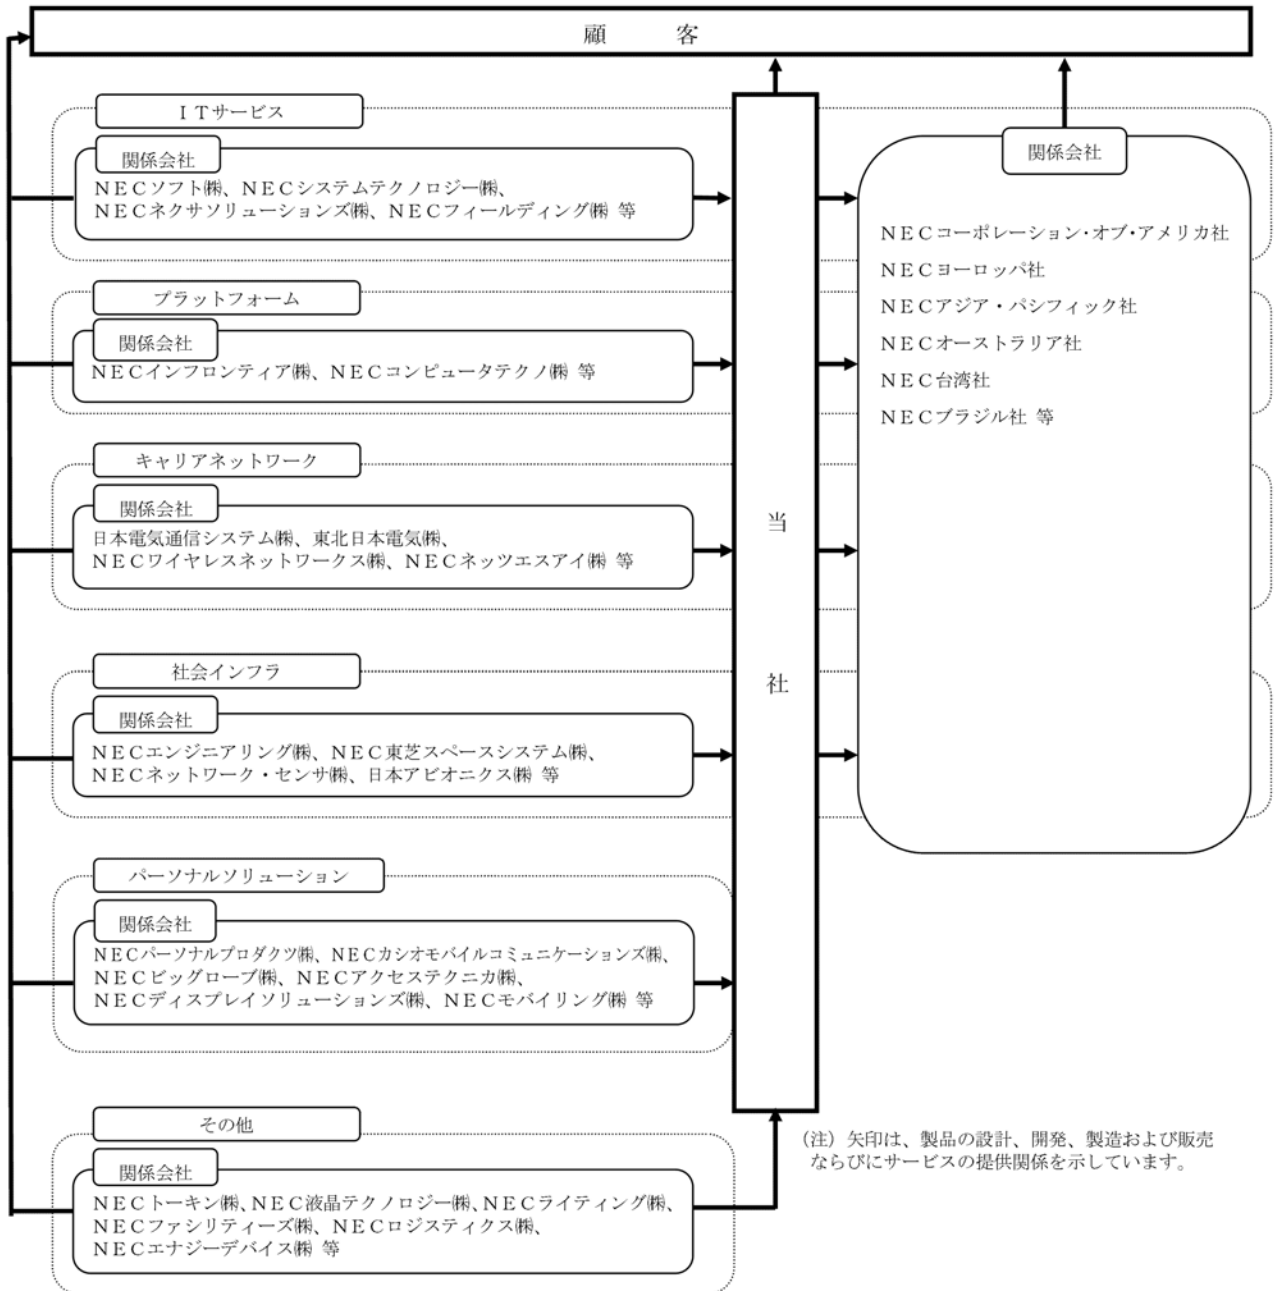 顧　客
ＩＴサービス
関係会社
ＮＥＣソフト㈱、ＮＥＣシステムテクノロジー㈱、
ＮＥＣネクサソリューションズ㈱、ＮＥＣフィールディング㈱ 等
プラットフォーム
関係会社
ＮＥＣインフロンティア㈱、ＮＥＣコンピュータテクノ㈱ 等
キャリアネットワーク
関係会社
日本電気通信システム㈱、東北日本電気㈱、
ＮＥＣワイヤレスネットワークス㈱、ＮＥＣネッツエスアイ㈱ 等
社会インフラ
関係会社
ＮＥＣエンジニアリング㈱、ＮＥＣ東芝スペースシステム㈱、
ＮＥＣネットワーク・センサ㈱、日本アビオニクス㈱ 等
パーソナルソリューション
関係会社
ＮＥＣパーソナルプロダクツ㈱、ＮＥＣカシオモバイルコミュニケーションズ㈱、
ＮＥＣビッグローブ㈱、ＮＥＣアクセステクニカ㈱、
ＮＥＣディスプレイソリューションズ㈱、ＮＥＣモバイリング㈱ 等
その他
関係会社
ＮＥＣトーキン㈱、ＮＥＣ液晶テクノロジー㈱、ＮＥＣライティング㈱、
ＮＥＣファシリティーズ㈱、ＮＥＣロジスティクス㈱、
ＮＥＣエナジーデバイス㈱ 等
当
社
関係会社
ＮＥＣコーポレーション・オブ・アメリカ社
ＮＥＣヨーロッパ社
ＮＥＣアジア・パシフィック社
ＮＥＣオーストラリア社
ＮＥＣ台湾社
ＮＥＣブラジル社 等
（注）矢印は、製品の設計、開発、製造および販売
ならびにサービスの提供関係を示しています。